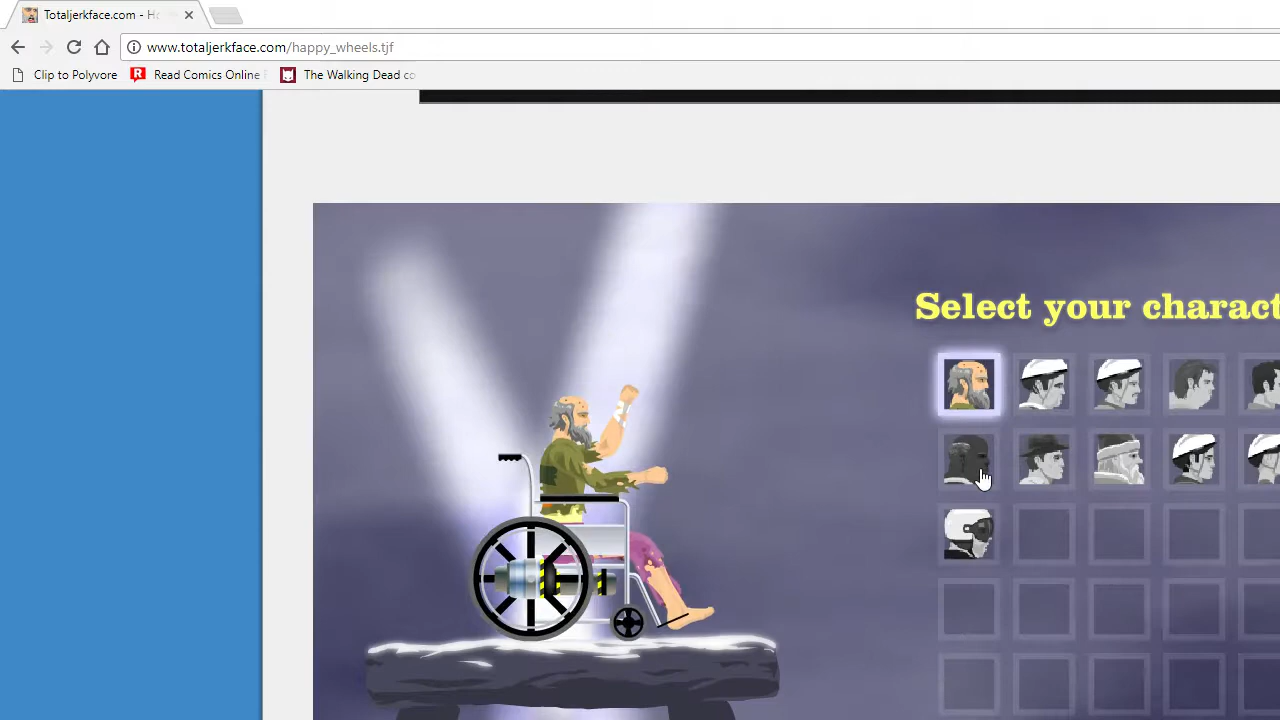 Totaljerkface.com - Ho
www.totaljerkface.com/happy_wheels.tjf
Clip to Polyvore
Read Comics Online
The Walking Dead co
Select your charact